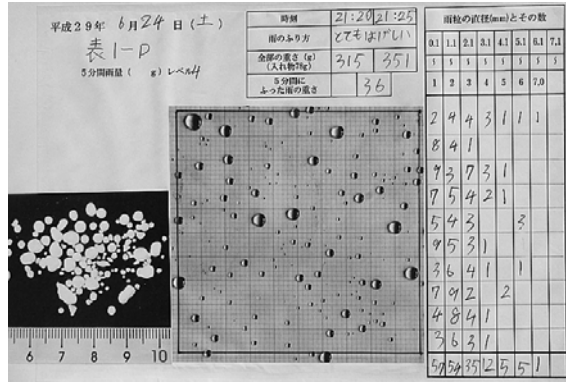 平成29年 6月24日(土)
表1-P
5分間雨量( g) レベル4
時刻 21:20 21:25
雨のふり方 とてもはげしい
全部の重さ(g)
(入れ物78g) 315 351
5分間に
ふった雨の重さ 36
雨粒の直径(mm)とその数
0.1 1.1 2.1 3.1 4.1 5.1 6.1 7.1
1 2 3 4 5 6 7.0
2 4 4 3 1 1 1
8 4 1
9 3 7 3 1
7 5 4 2 1
5 4 3 3
9 5 3 1
3 6 4 1 1
7 9 2 2
4 8 4 1
3 6 3 1
57 54 35 12 5 5 1
6 7 8 9 10